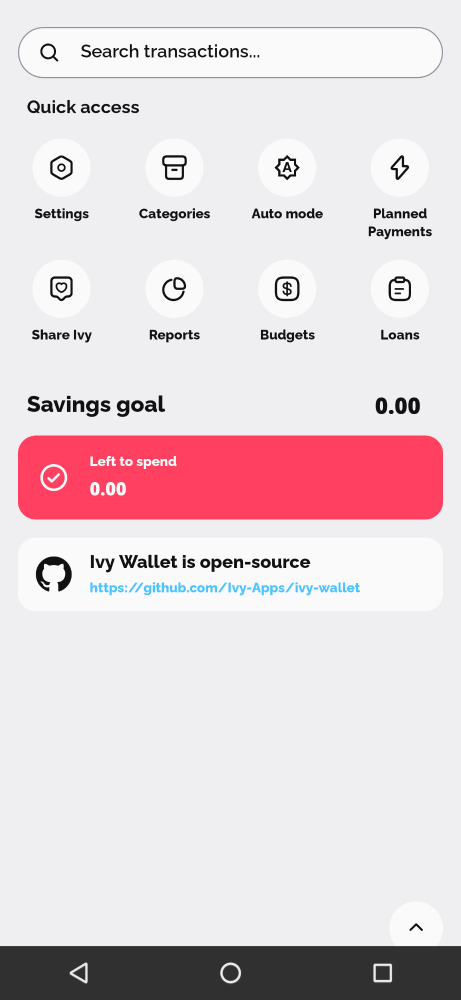 Search transactions...
Quick access
Settings
Categories
Auto mode
Planned
Payments
Share Ivy
Reports
Budgets
Loans
Savings goal
0.00
Left to spend
0.00
Ivy Wallet is open-source
https://github.com/Ivy-Apps/ivy-wallet